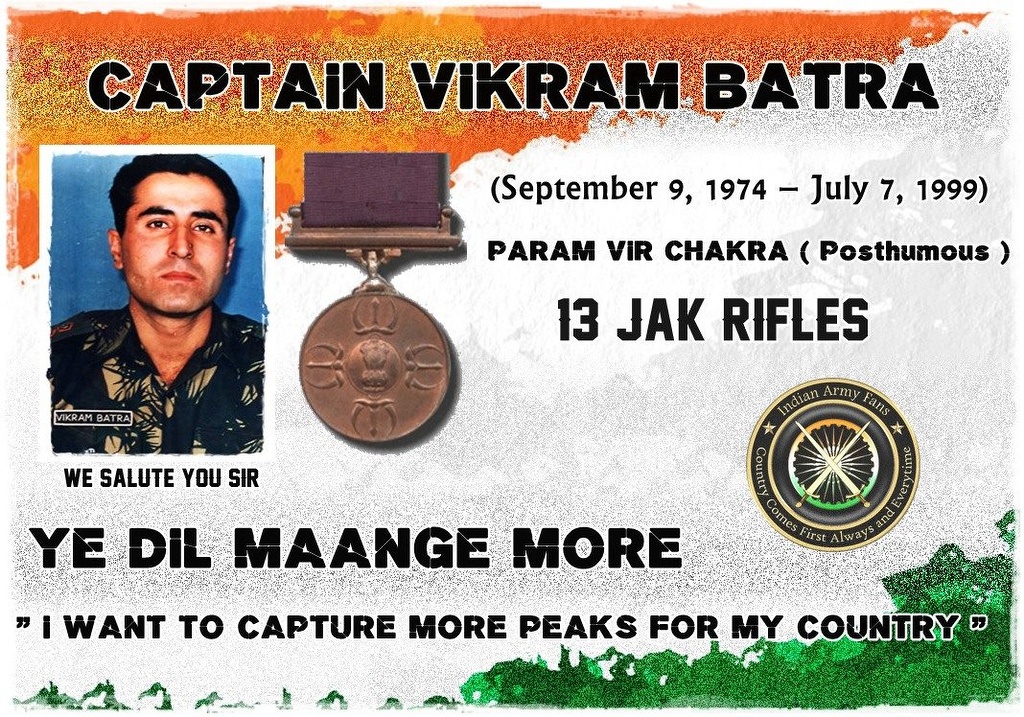 CAPTAIN VIKRAM BATRA
(September 9, 1974 – July 7, 1999)
PARAM VIR CHAKRA ( Posthumous )
13 JAK RIFLES
VIKRAM BATRA
WE SALUTE YOU SIR
Indian Army Fans
Country Comes First Always and Everytime
YE DIL MAANGE MORE
" I WANT TO CAPTURE MORE PEAKS FOR MY COUNTRY "